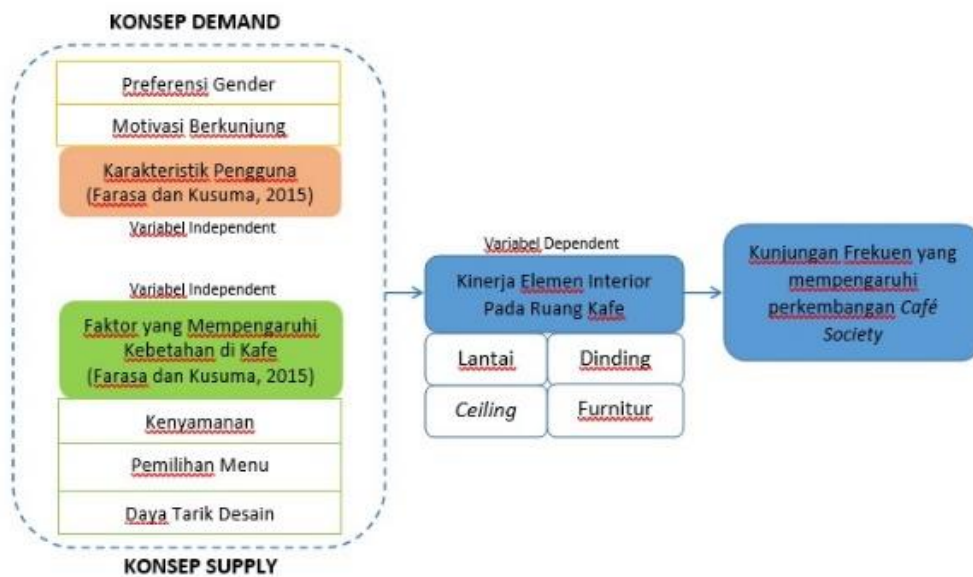 KONSEP DEMAND
Preferensi Gender
Motivasi Berkunjung
Karakteristik Pengguna
(Farasa dan Kusuma, 2015)
Variabel Independent
Variabel Independent
Faktor yang Mempengaruhi
Kebetahan di Kafe
(Farasa dan Kusuma, 2015)
Kenyamanan
Pemilihan Menu
Daya Tarik Desain
KONSEP SUPPLY
Variabel Dependent
Kinerja Elemen Interior
Pada Ruang Kafe
Lantai
Dinding
Ceiling
Furnitur
Kunjungan Frekuen yang
mempengaruhi
perkembangan Café
Society